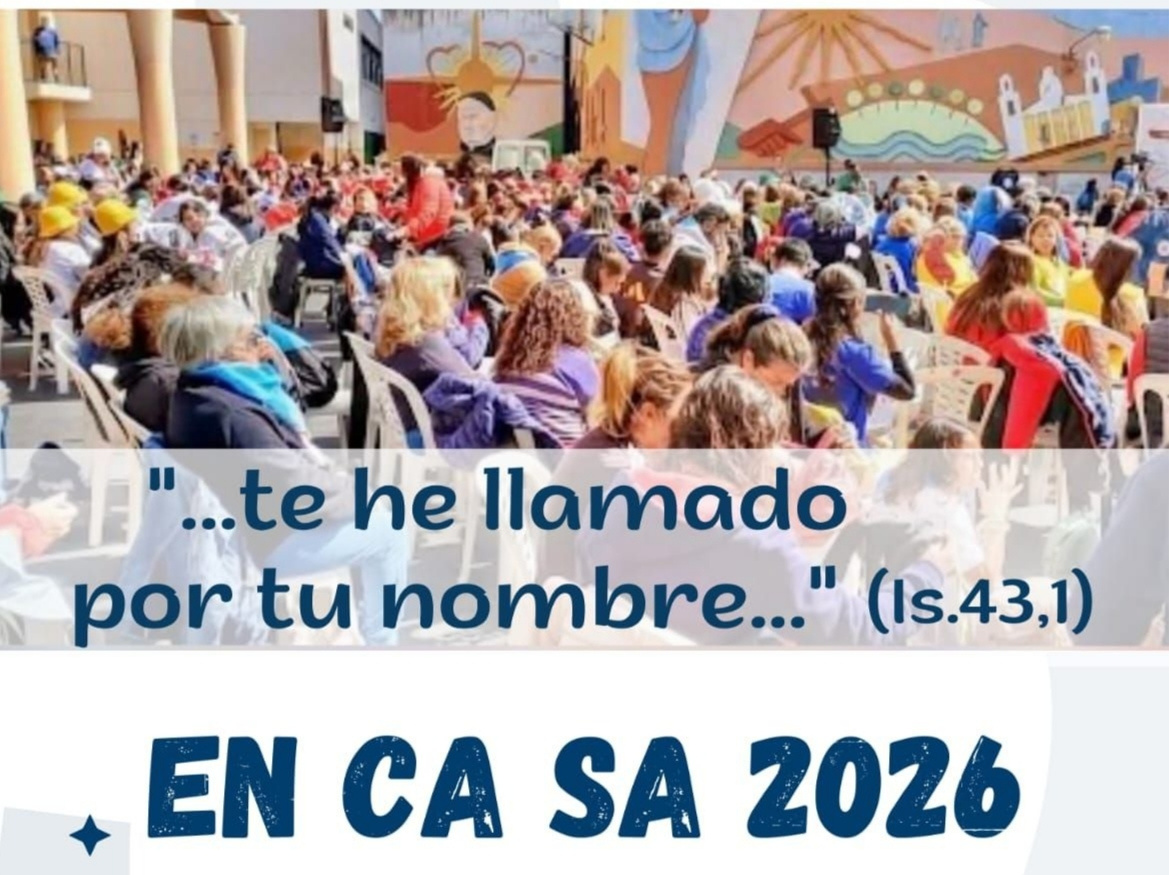 "...te he llamado
por tu nombre..." (Is.43,1)
EN CA SA 2026